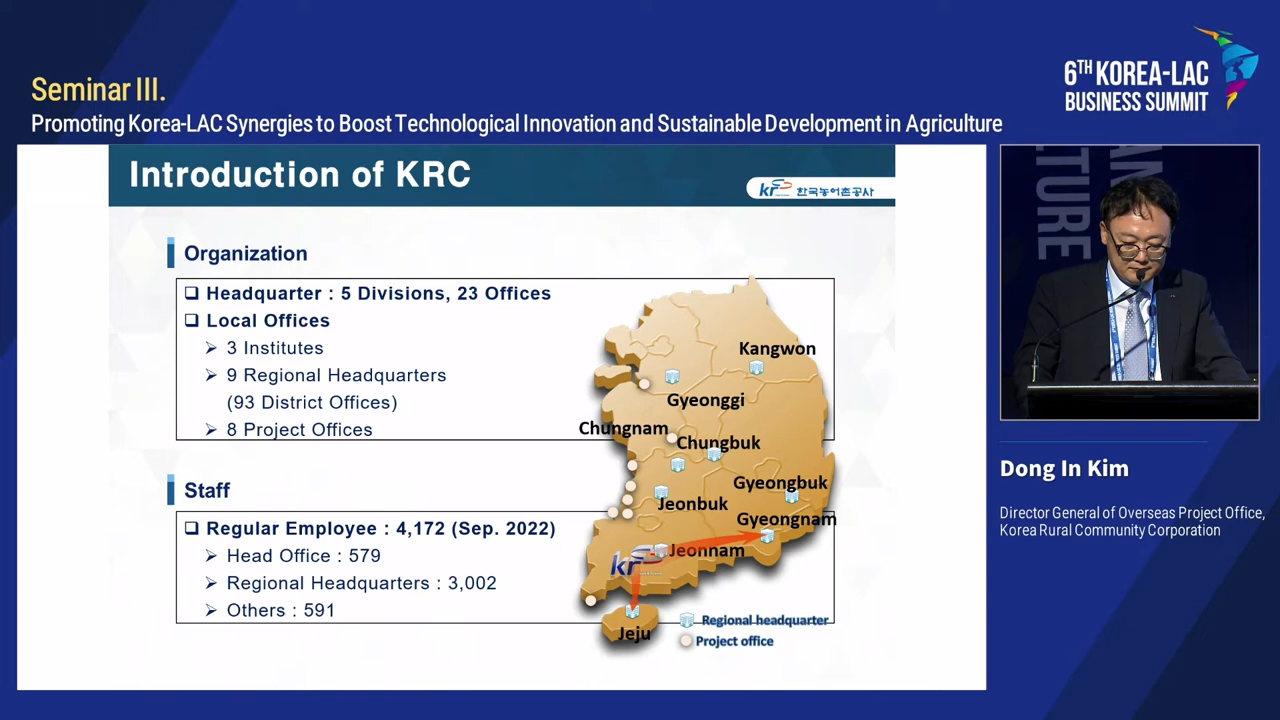 Seminar III.
Promoting Korea-LAC Synergies to Boost Technological Innovation and Sustainable Development in Agriculture
6TH KOREA-LAC
BUSINESS SUMMIT
Introduction of KRC
kr 한국농어촌공사
Organization
❑ Headquarter : 5 Divisions, 23 Offices
❑ Local Offices
➢ 3 Institutes
➢ 9 Regional Headquarters
(93 District Offices)
➢ 8 Project Offices
Staff
❑ Regular Employee : 4,172 (Sep. 2022)
➢ Head Office : 579
➢ Regional Headquarters : 3,002
➢ Others : 591
Kangwon
Gyeonggi
Chungnam
Chungbuk
Gyeongbuk
Jeonbuk
Gyeongnam
Jeonnam
kr
Jeju
Regional headquarter
Project office
TURE
AN
Dong In Kim
Director General of Overseas Project Office,
Korea Rural Community Corporation